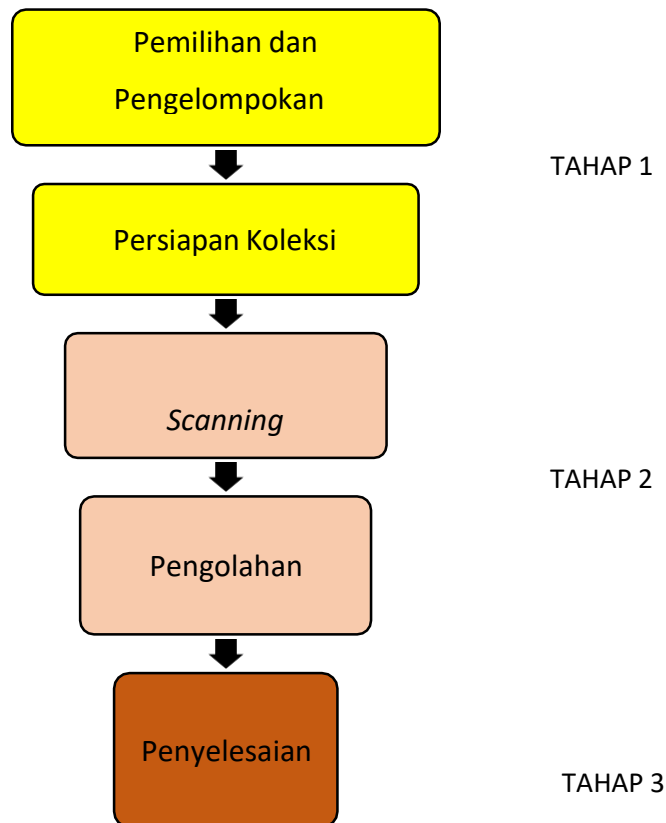 Pemilihan dan
Pengelompokan
TAHAP 1
Persiapan Koleksi
Scanning
TAHAP 2
Pengolahan
Penyelesaian
TAHAP 3